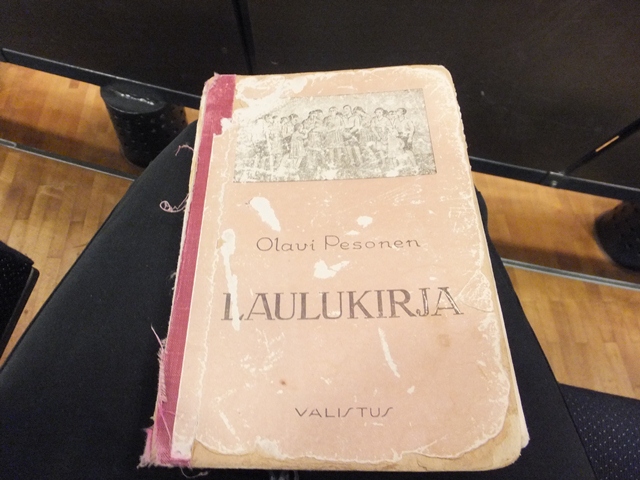 Olavi Pesonen
LAULUKIRJA
VALISTUS